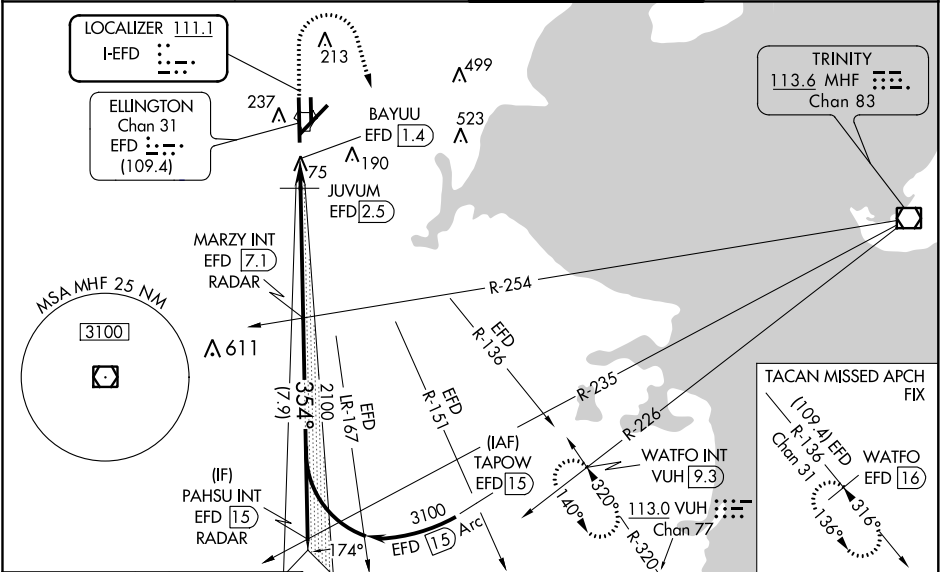 LOCALIZER 111.1
I-EFD
ELLINGTON
Chan 31
EFD
(109.4)
213
237
499
523
BAYUU
EFD 1.4
190
75
JUVUM
EFD 2.5
TRINITY
113.6 MHF
Chan 83
MARZY INT
EFD 7.1
RADAR
MSA MHF 25 NM
3100
611
R-254
EFD
R-136
EFD
R-151
EFD
LR-167
2100
354°
(7.9)
R-235
R-226
(IAF)
TAPOW
EFD 15
(IF)
PAHSU INT
EFD 15
RADAR
174°
3100
EFD 15 Arc
WATFO INT
VUH 9.3
320°
140°
113.0 VUH
Chan 77
R-320
TACAN MISSED APCH
FIX
(109.4) EFD
R-136
Chan 31
WATFO
EFD 16
316°
136°